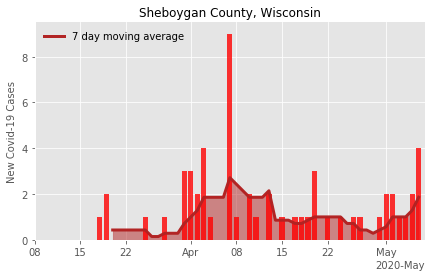 Sheboygan County, Wisconsin
7 day moving average
New Covid-19 Cases
8
6
4
2
0
08 15 22 Apr 08 15 22 May
2020-May